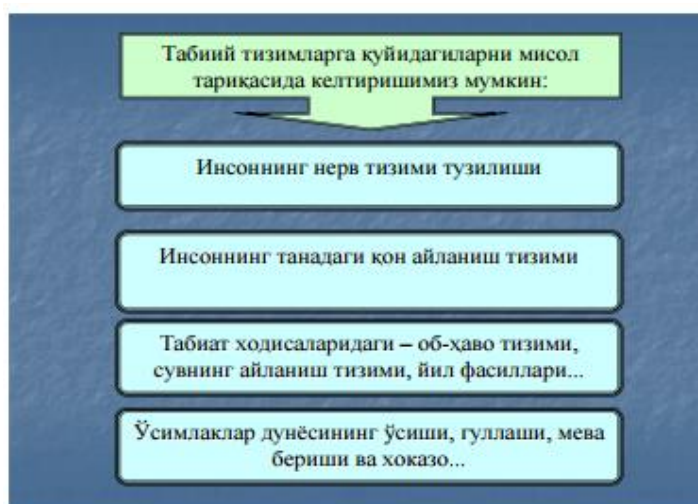 Табиий тизимларга қуйидагиларни мисол
тариқасида келтиришимиз мумкин:
Инсоннинг нерв тизими тузилиши
Инсоннинг танадаги қон айланиш тизими
Табиат ходисаларидаги – об-ҳаво тизими,
сувнинг айланиш тизими, йил фасиллари...
Ўсимлаклар дунёсининг ўсиши, гуллаши, мева
бериши ва хоказо...